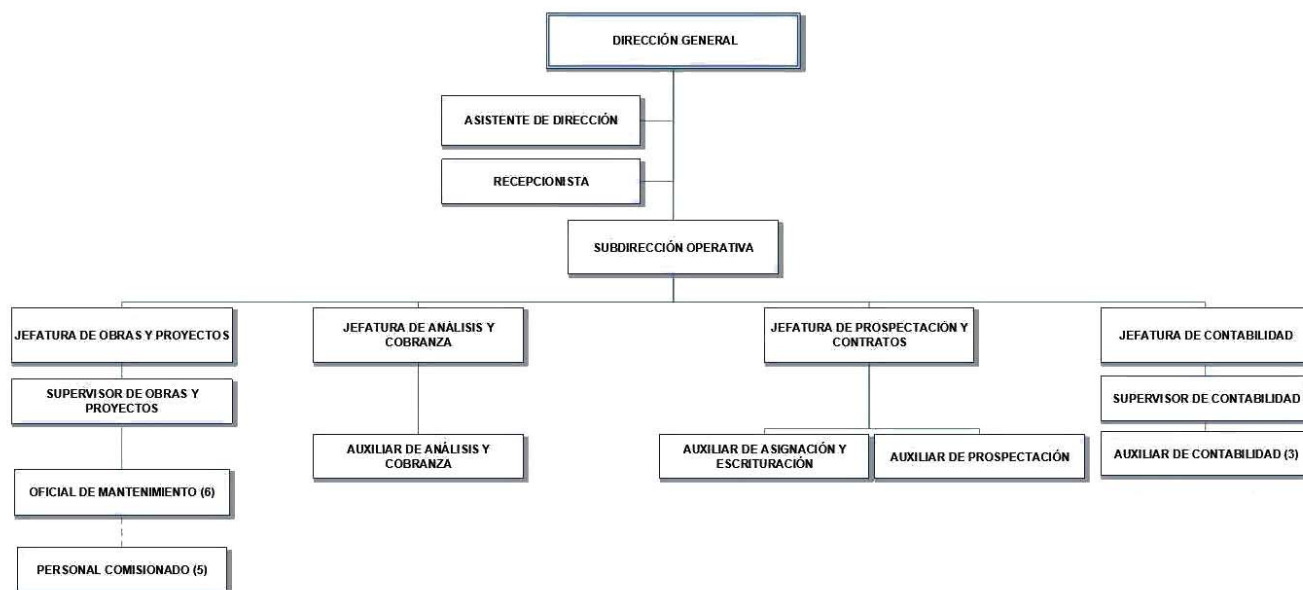 DIRECCIÓN GENERAL
ASISTENTE DE DIRECCIÓN
RECEPCIONISTA
SUBDIRECCIÓN OPERATIVA
JEFATURA DE OBRAS Y PROYECTOS
JEFATURA DE ANÀLISIS Y
COBRANZA
JEFATURA DE PROSPECTACIÓN Y
CONTRATOS
JEFATURA DE CONTABILIDAD
SUPERVISOR DE OBRAS Y
PROYECTOS
SUPERVISOR DE CONTABILIDAD
AUXILIAR DE ANÁLISIS Y
COBRANZA
AUXILIAR DE ASIGNACIÓN Y
ESCRITURACIÓN
AUXILIAR DE PROSPECTACIÓN
AUXILIAR DE CONTABILIDAD (3)
OFICIAL DE MANTENIMIENTO (6)
PERSONAL COMISIONADO (5)